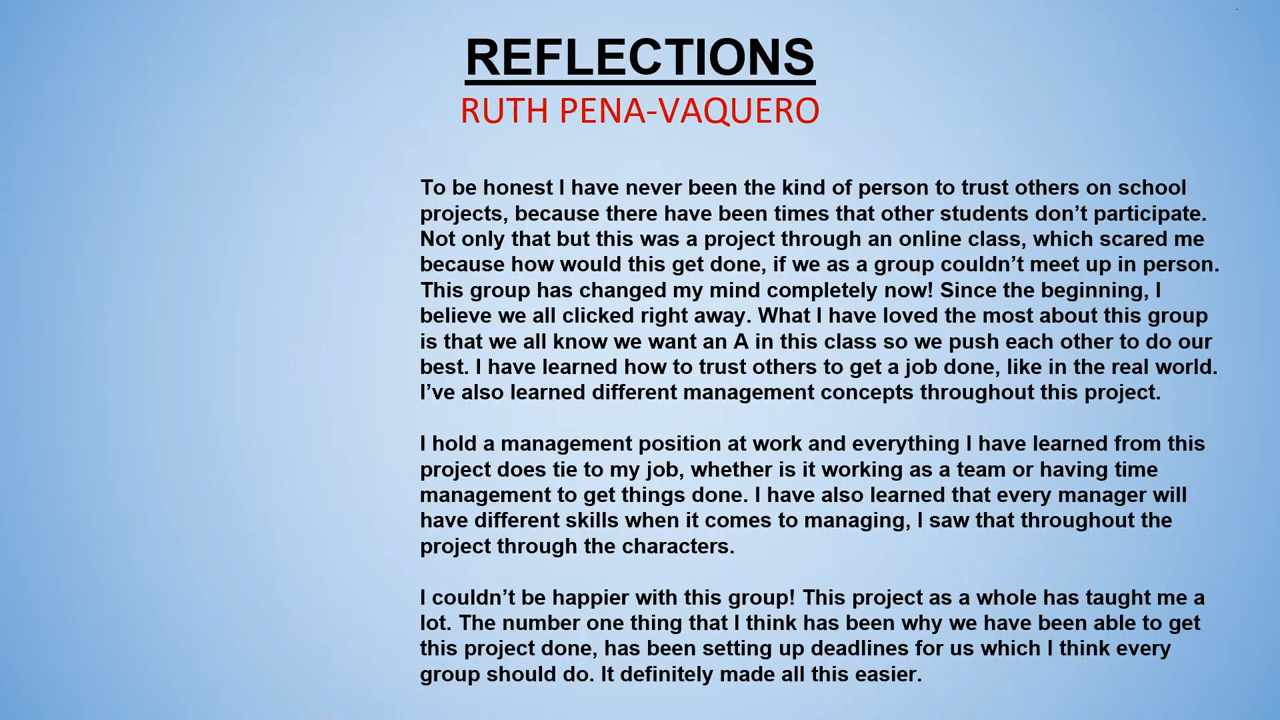 REFLECTIONS
RUTH PENA-VAQUERO
To be honest I have never been the kind of person to trust others on school
projects, because there have been times that other students don’t participate.
Not only that but this was a project through an online class, which scared me
because how would this get done, if we as a group couldn’t meet up in person.
This group has changed my mind completely now! Since the beginning, I
believe we all clicked right away. What I have loved the most about this group
is that we all know we want an A in this class so we push each other to do our
best. I have learned how to trust others to get a job done, like in the real world.
I’ve also learned different management concepts throughout this project.
I hold a management position at work and everything I have learned from this
project does tie to my job, whether is it working as a team or having time
management to get things done. I have also learned that every manager will
have different skills when it comes to managing, I saw that throughout the
project through the characters.
I couldn’t be happier with this group! This project as a whole has taught me a
lot. The number one thing that I think has been why we have been able to get
this project done, has been setting up deadlines for us which I think every
group should do. It definitely made all this easier.